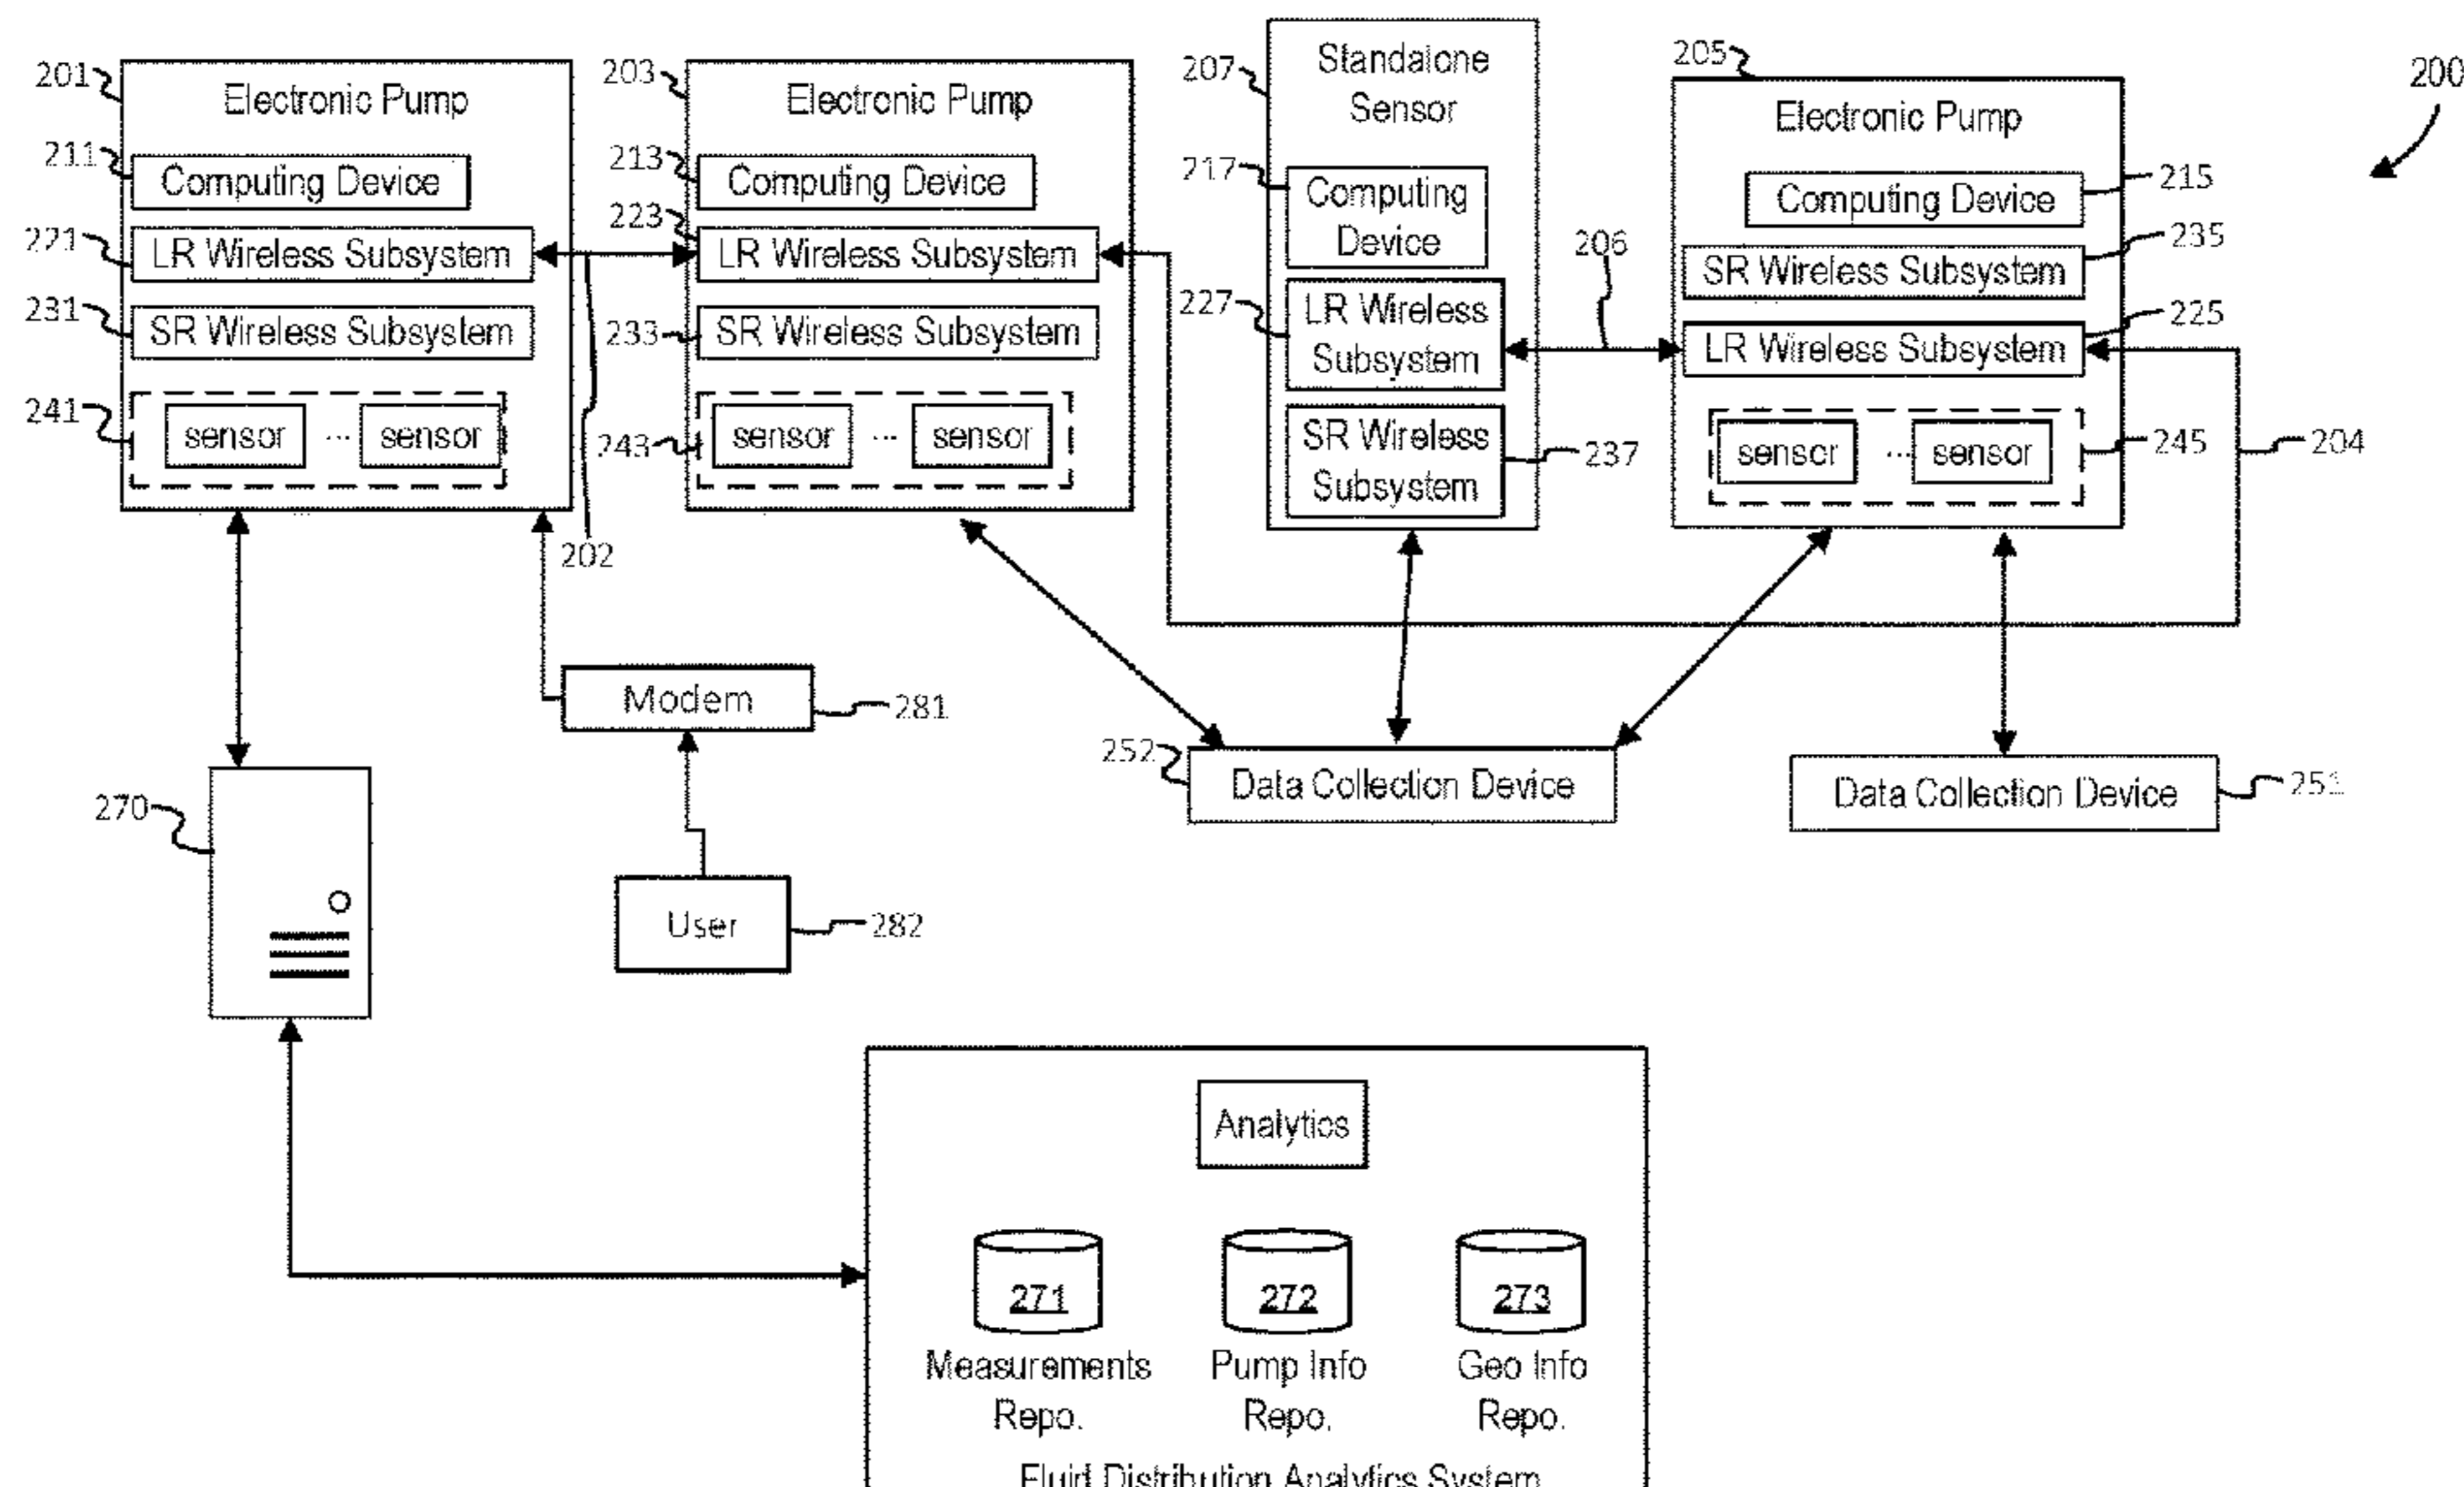 200
201
Electronic Pump
211
Computing Device
221
LR Wireless Subsystem
231
SR Wireless Subsystem
241
sensor ... sensor
202
203
Electronic Pump
213
Computing Device
223
LR Wireless Subsystem
233
SR Wireless Subsystem
243
sensor ... sensor
207
Standalone
Sensor
217
Computing
Device
227
LR Wireless
Subsystem
SR Wireless
Subsystem
237
206
205
Electronic Pump
Computing Device
215
SR Wireless Subsystem
235
LR Wireless Subsystem
225
sensor ... sensor
245
204
Modem
281
User
282
270
252
Data Collection Device
Data Collection Device
251
Analytics
271
Measurements
Repo.
272
Pump Info
Repo.
273
Geo Info
Repo.
Fluid Distribution Analytics System